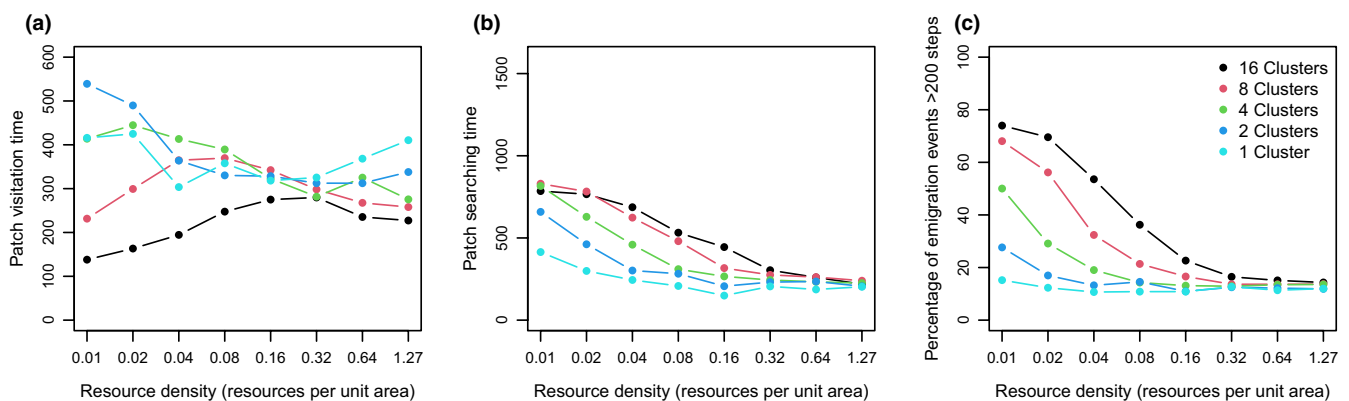 (a)
Patch visitation time
600
500
400
300
200
100
0
0.01 0.02 0.04 0.08 0.16 0.32 0.64 1.27
Resource density (resources per unit area)
(b)
Patch searching time
1500
1000
500
0
0.01 0.02 0.04 0.08 0.16 0.32 0.64 1.27
Resource density (resources per unit area)
(c)
Percentage of emigration events >200 steps
100
80
60
40
20
0
0.01 0.02 0.04 0.08 0.16 0.32 0.64 1.27
Resource density (resources per unit area)
16 Clusters
8 Clusters
4 Clusters
2 Clusters
1 Cluster